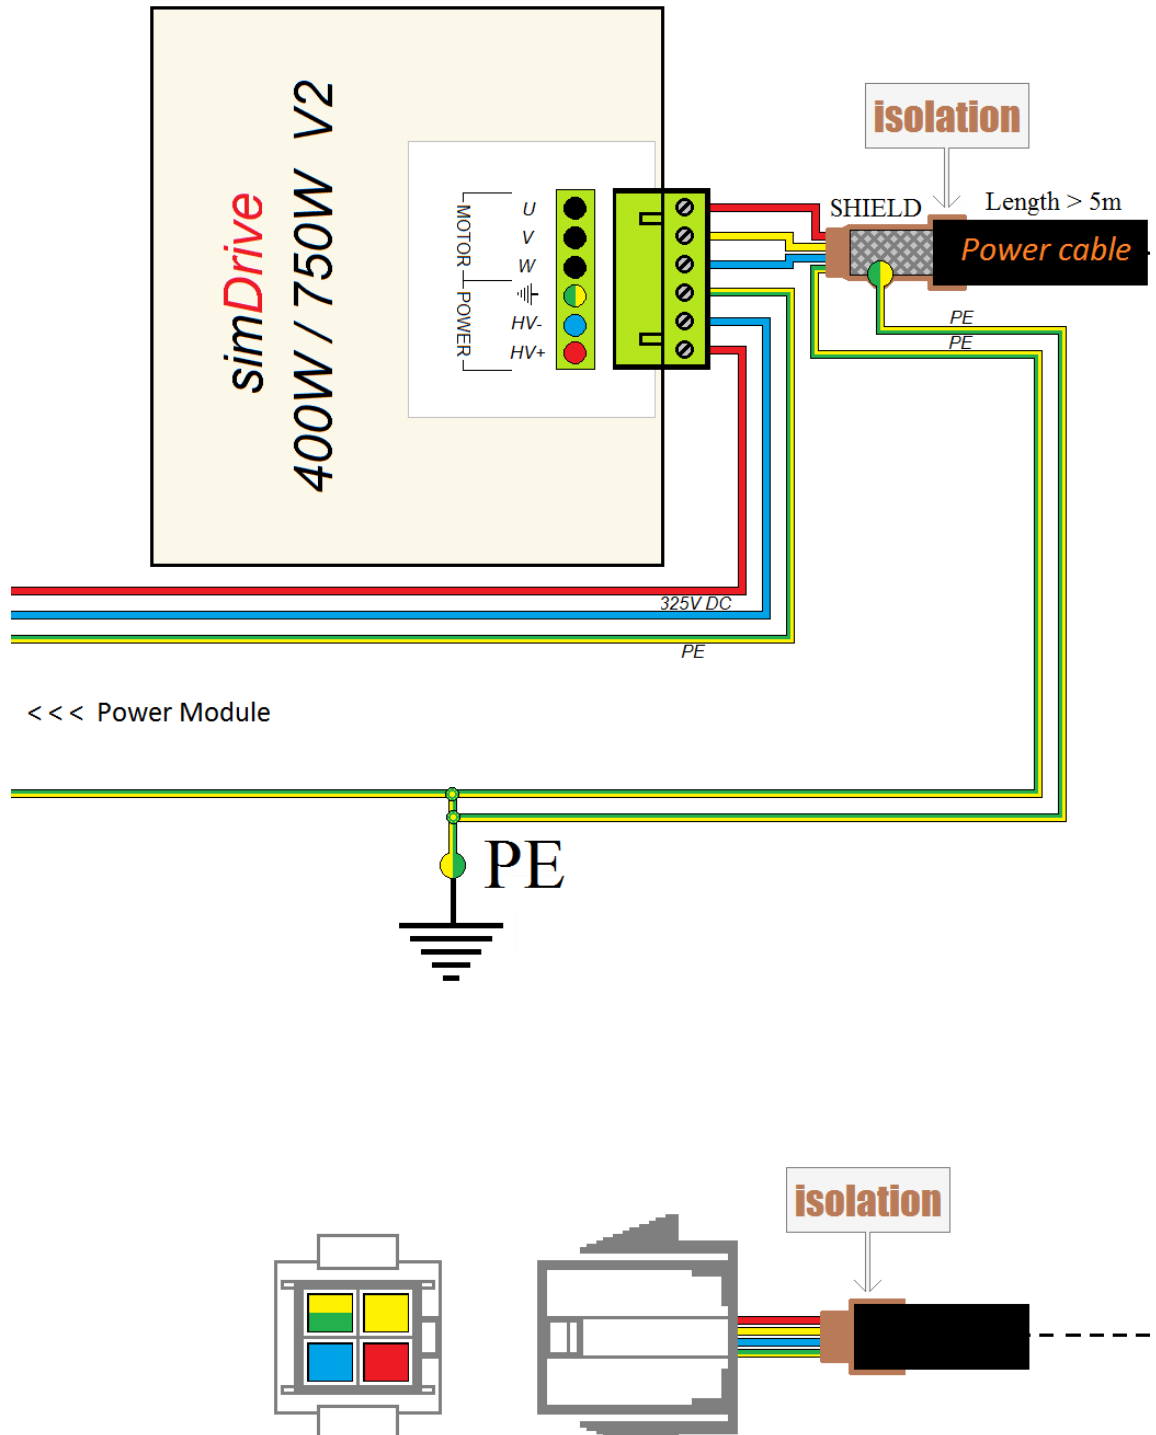 simDrive
400W / 750W V2
MOTOR
POWER
U
V
W
HV-
HV+
isolation
SHIELD
Length > 5m
Power cable
PE
PE
325V DC
PE
<<< Power Module
PE
isolation